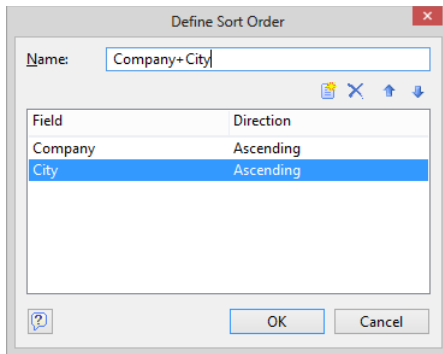 Define Sort Order
Name: Company+City
Field Direction
Company Ascending
City Ascending
OK Cancel